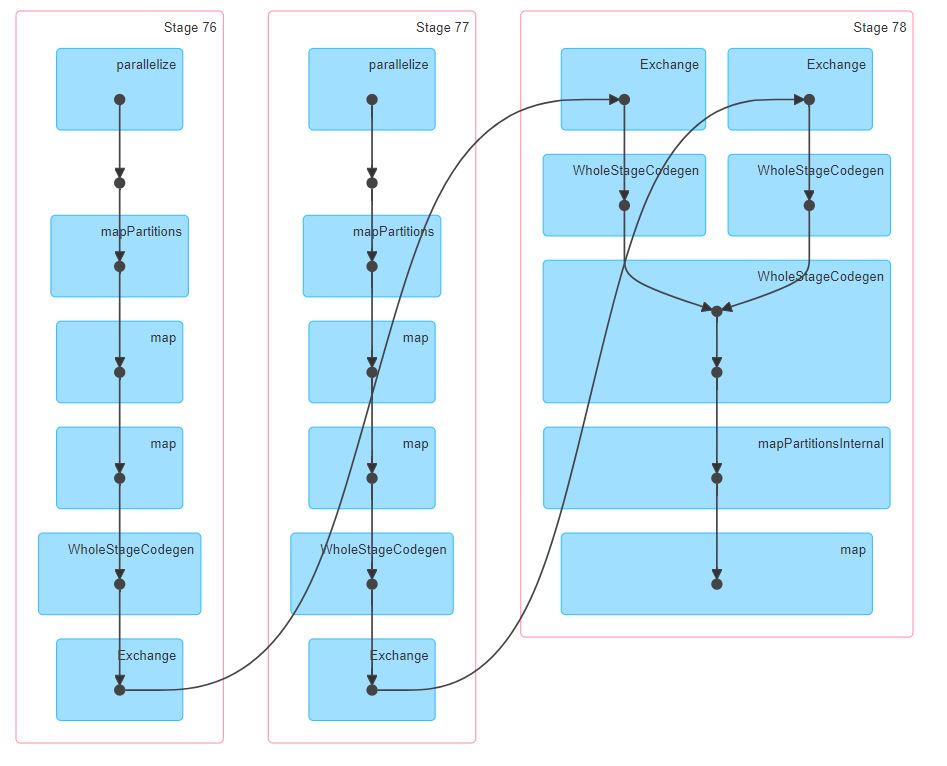 Stage 76
parallelize
mapPartitions
map
map
WholeStageCodegen
Exchange
Stage 77
parallelize
mapPartitions
map
map
WholeStageCodegen
Exchange
Stage 78
Exchange
Exchange
WholeStageCodegen
WholeStageCodegen
WholeStageCodegen
mapPartitionsInternal
map